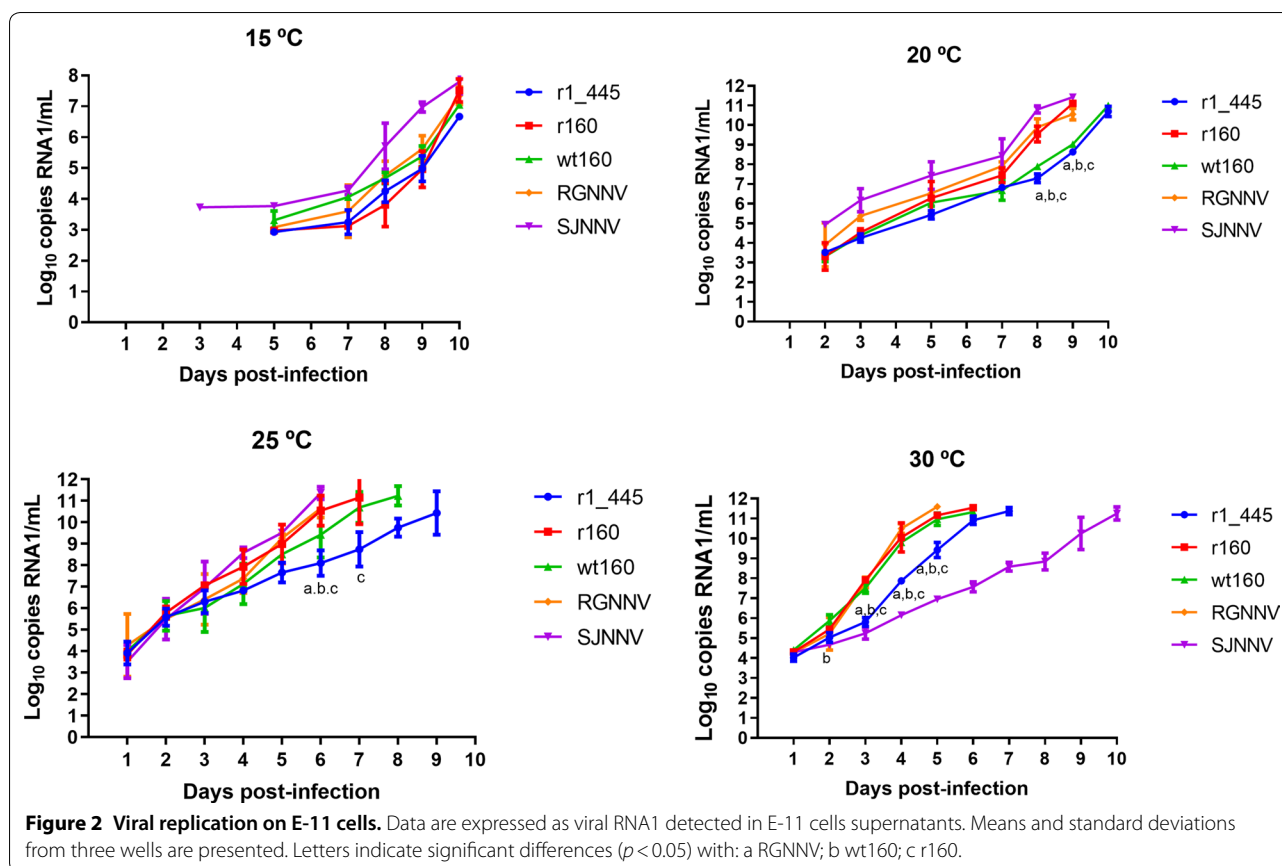 15 ºC
Log10 copies RNA1/mL
8
7
6
5
4
3
2
1
0
1 2 3 4 5 6 7 8 9 10
Days post-infection
r1_445
r160
wt160
RGNNV
SJNNV
20 ºC
Log10 copies RNA1/mL
12
11
10
9
8
7
6
5
4
3
2
1
0
a,b,c
a,b,c
1 2 3 4 5 6 7 8 9 10
Days post-infection
r1_445
r160
wt160
RGNNV
SJNNV
25 ºC
Log10 copies RNA1/mL
12
11
10
9
8
7
6
5
4
3
2
1
0
a.b.c
c
1 2 3 4 5 6 7 8 9 10
Days post-infection
r1_445
r160
wt160
RGNNV
SJNNV
30 ºC
Log10 copies RNA1/mL
12
11
10
9
8
7
6
5
4
3
2
1
0
b
a,b,c
a,b,c
a,b,c
1 2 3 4 5 6 7 8 9 10
Days post-infection
r1_445
r160
wt160
RGNNV
SJNNV
Figure 2 Viral replication on E-11 cells. Data are expressed as viral RNA1 detected in E-11 cells supernatants. Means and standard deviations
from three wells are presented. Letters indicate significant differences (p < 0.05) with: a RGNNV; b wt160; c r160.